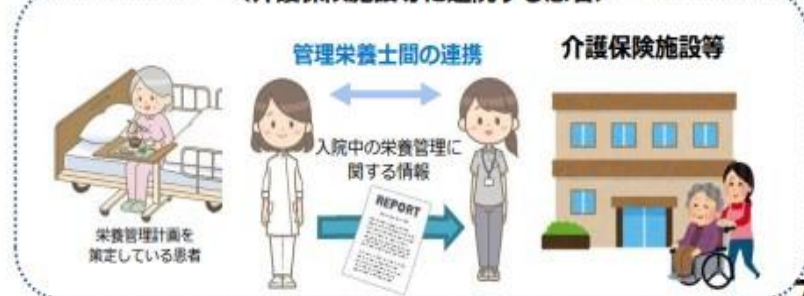 管理栄養士間の連携
介護保険施設等
入院中の栄養管理に
関する情報
REPORT
栄養管理計画を
策定している患者